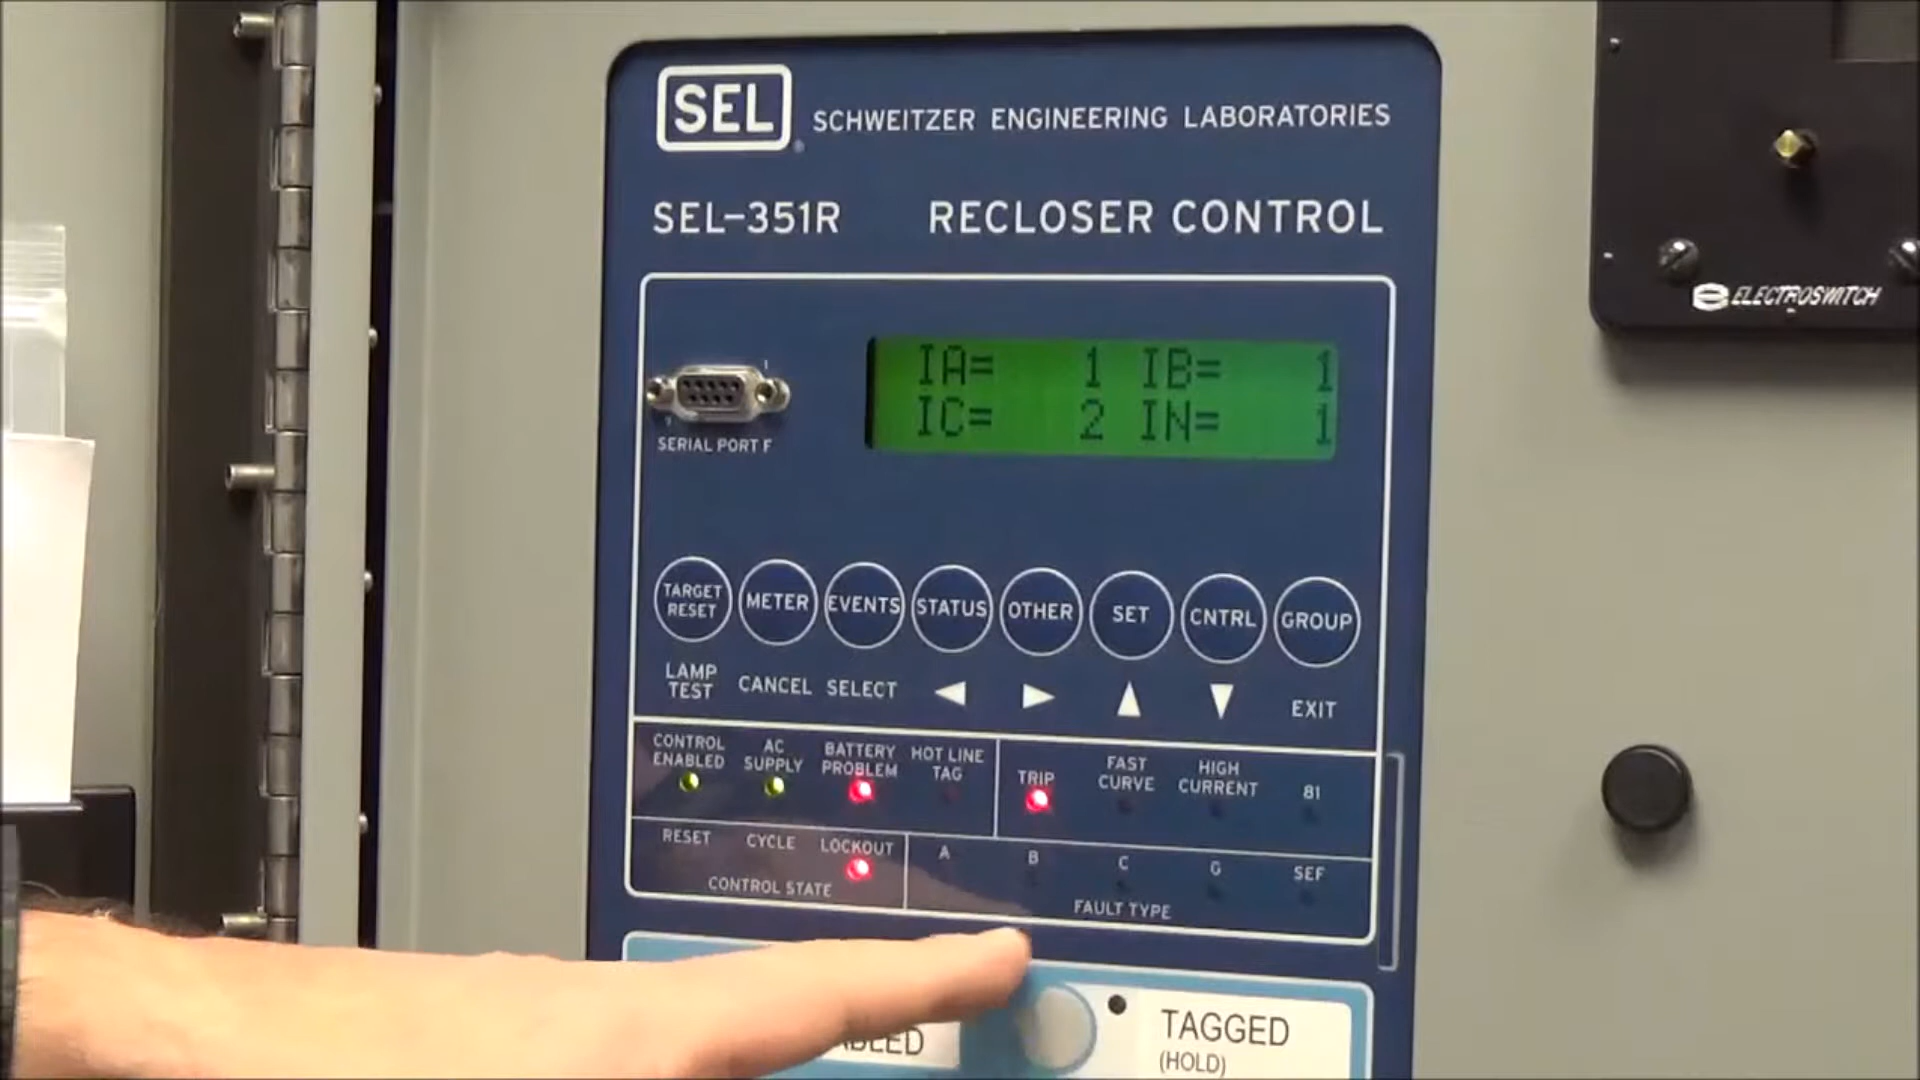 SEL
SCHWEITZER ENGINEERING LABORATORIES
SEL-351R RECLOSER CONTROL
ELECTROSWITCH
IA= 1 IB= 1
IC= 2 IN= 1
SERIAL PORT F
TARGET RESET METER EVENTS STATUS OTHER SET CNTRL GROUP
LAMP TEST CANCEL SELECT ◀ ▶ ▲ ▼ EXIT
CONTROL ENABLED AC SUPPLY BATTERY PROBLEM HOT LINE TAG TRIP FAST CURVE HIGH CURRENT 81
RESET CYCLE LOCKOUT A B C G SEF
CONTROL STATE FAULT TYPE
TAGGED
(HOLD)